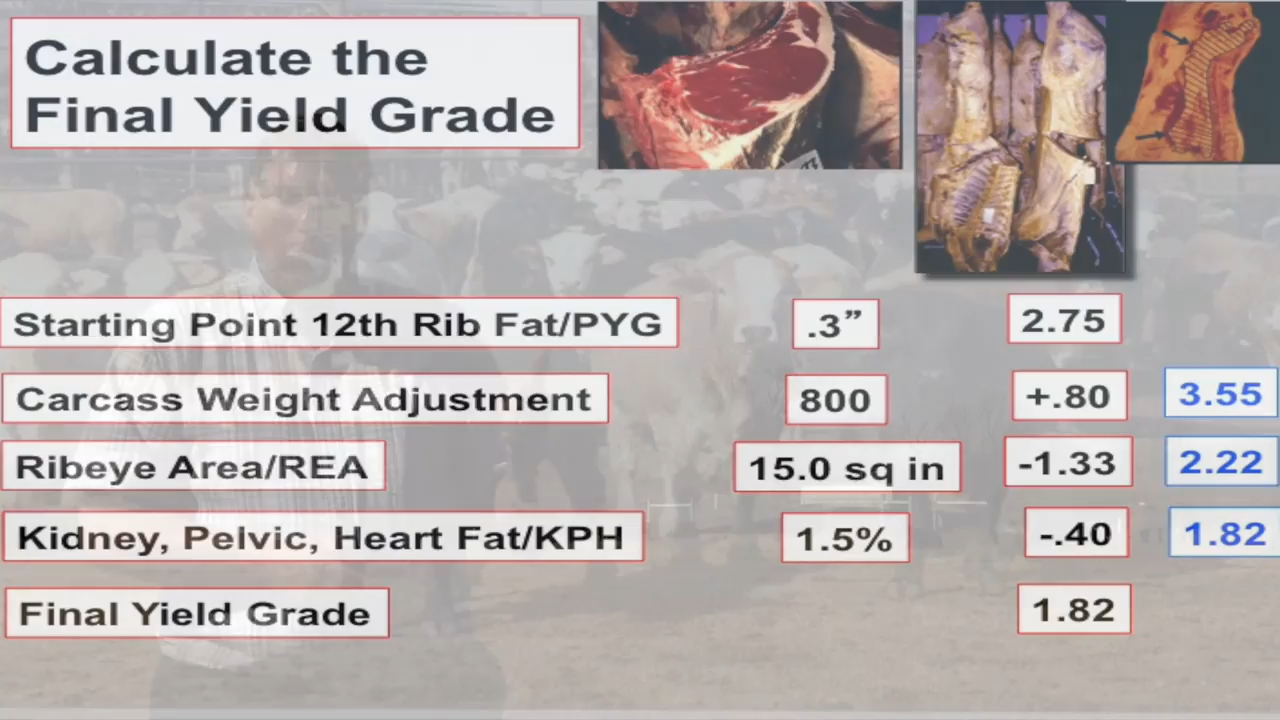 Calculate the
Final Yield Grade
Starting Point 12th Rib Fat/PYG .3” 2.75
Carcass Weight Adjustment 800 +.80 3.55
Ribeye Area/REA 15.0 sq in -1.33 2.22
Kidney, Pelvic, Heart Fat/KPH 1.5% -.40 1.82
Final Yield Grade 1.82